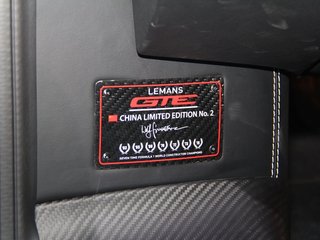 LEMANS
GTE
CHINA LIMITED EDITION No. 2
SEVEN TIME FORMULA 1 WORLD CONSTRUCTOR CHAMPIONS